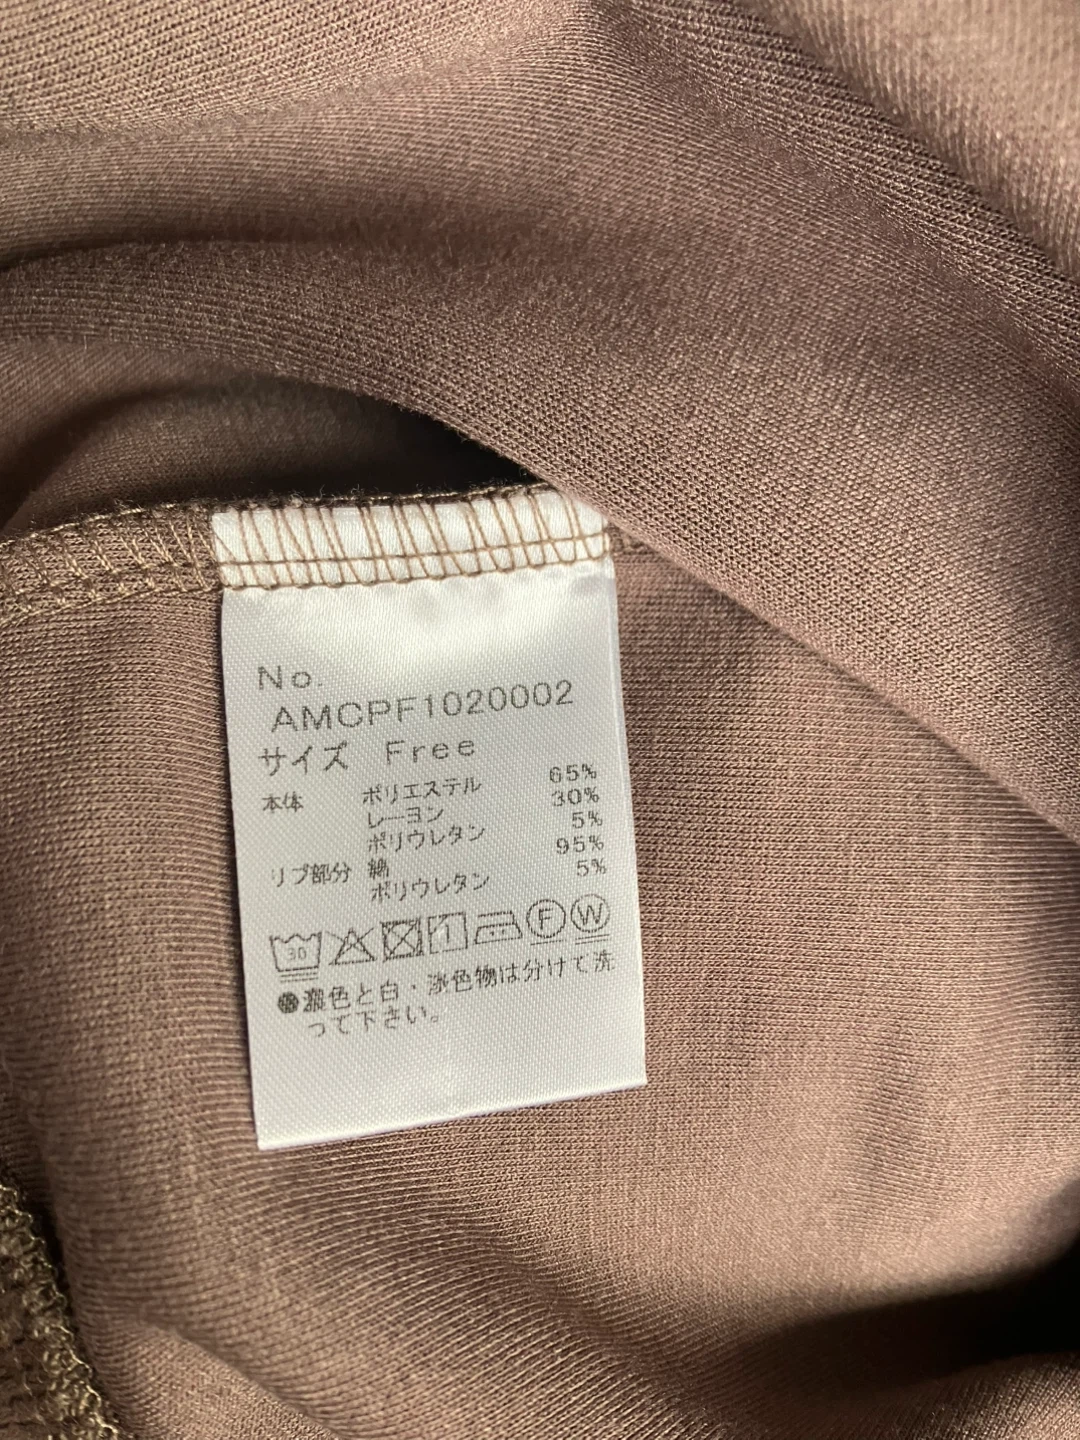 No.
AMCPF1020002
サイズ Free
本体 ポリエステル 65%
レーヨン 30%
ポリウレタン 5%
リブ部分 綿 95%
ポリウレタン 5%
30 1 F W
●濃色と白・淡色物は分けて洗
って下さい。